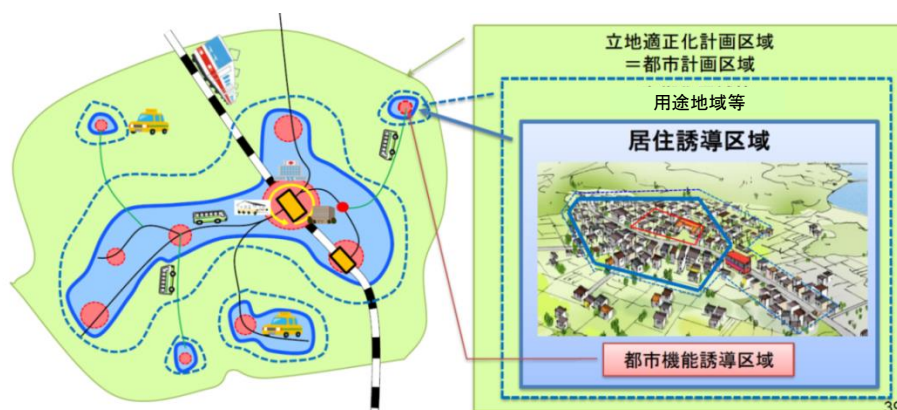 立地適正化計画区域
＝都市計画区域
用途地域等
居住誘導区域
都市機能誘導区域
39